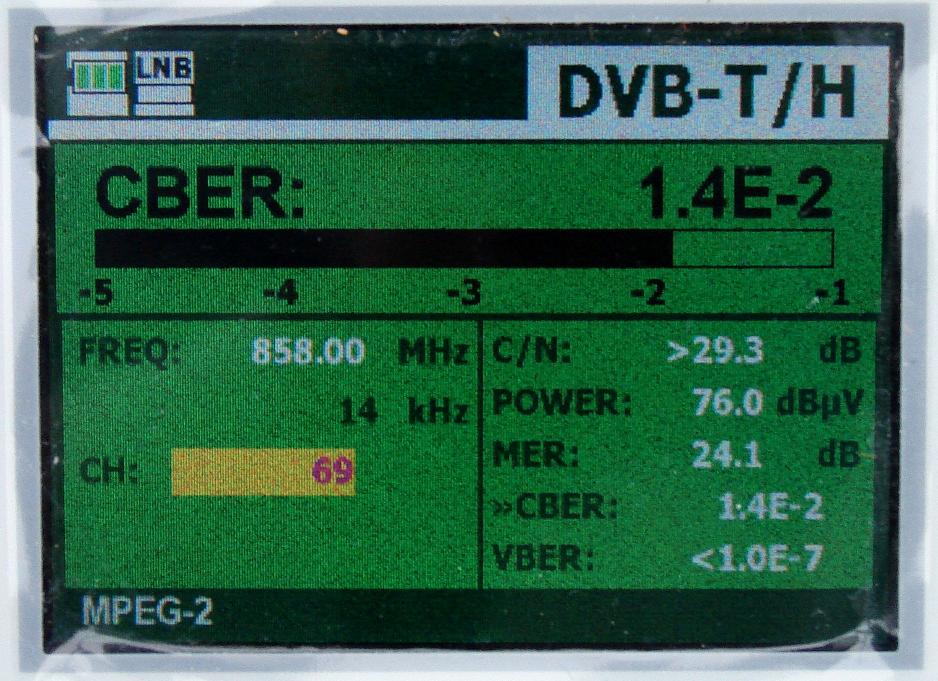 LNB
DVB-T/H
CBER: 1.4E-2
-5 -4 -3 -2 -1
FREQ: 858.00 MHz
14 kHz
CH: 69
C/N: >29.3 dB
POWER: 76.0 dBµV
MER: 24.1 dB
»CBER: 1.4E-2
VBER: <1.0E-7
MPEG-2